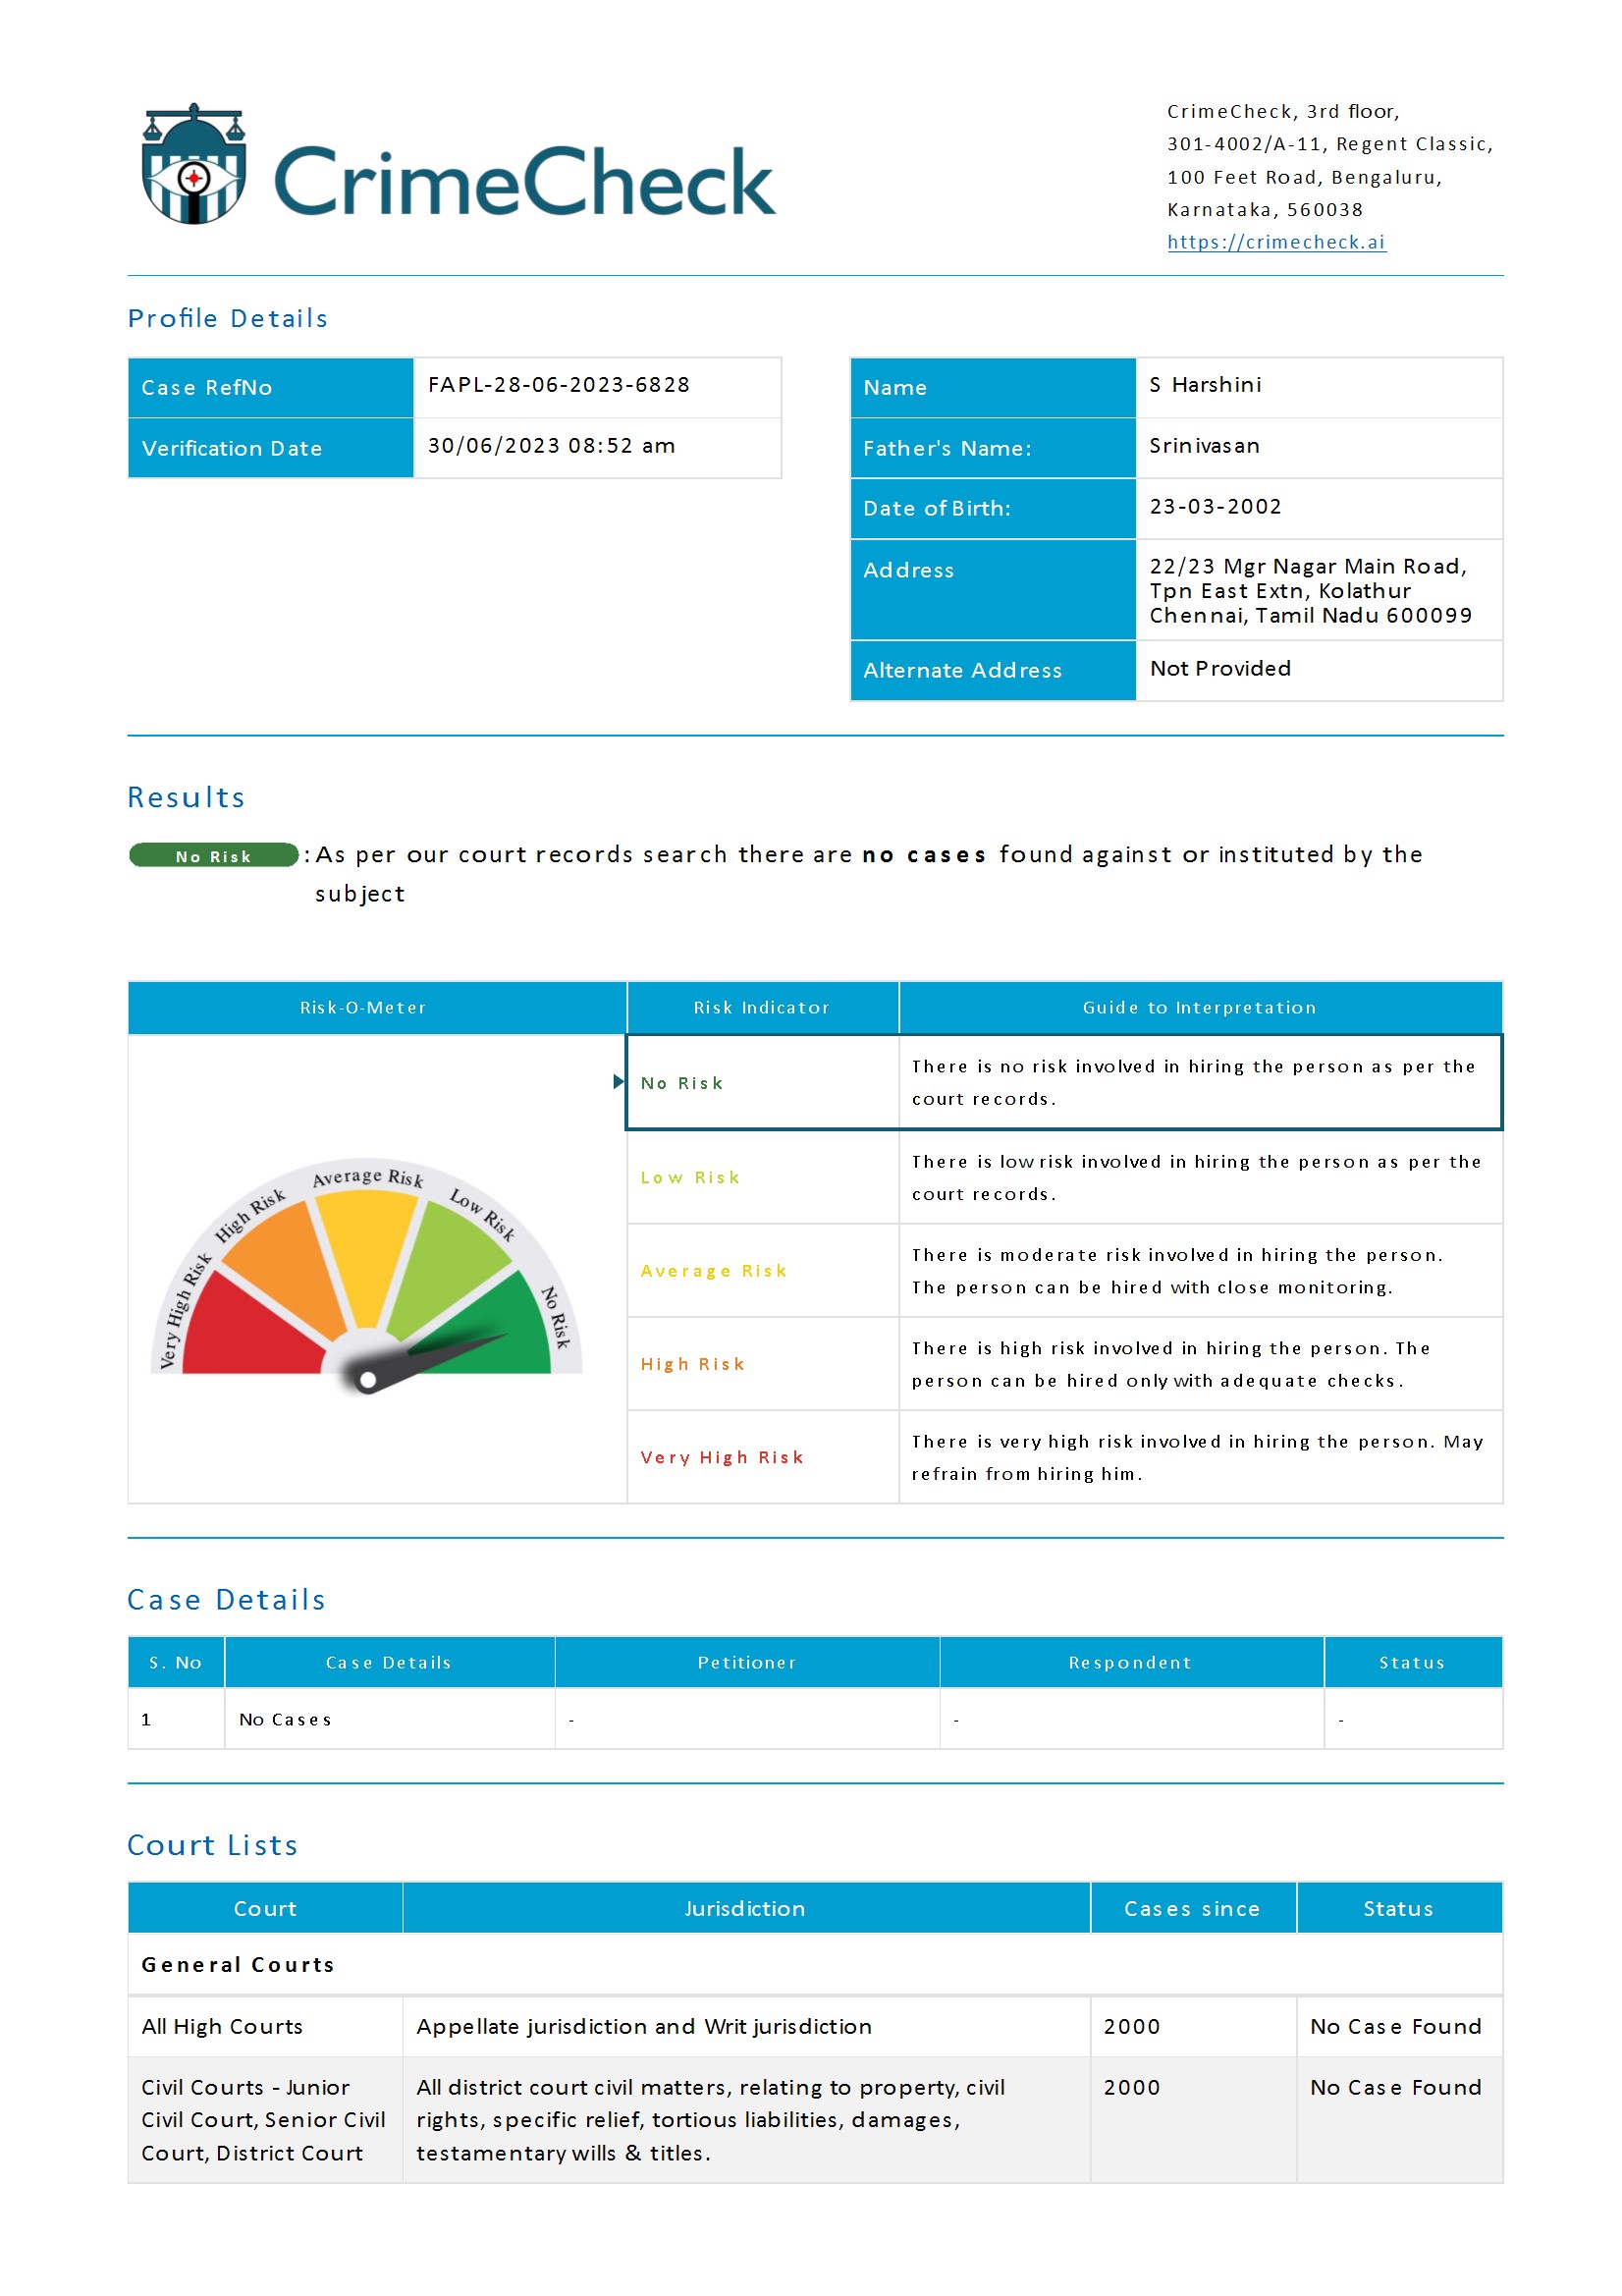 CrimeCheck
CrimeCheck, 3rd floor,
301-4002/A-11, Regent Classic,
100 Feet Road, Bengaluru,
Karnataka, 560038
https://crimecheck.ai
Profile Details
Case RefNo FAPL-28-06-2023-6828
Verification Date 30/06/2023 08:52 am
Name S Harshini
Father's Name: Srinivasan
Date of Birth: 23-03-2002
Address 22/23 Mgr Nagar Main Road,
Tpn East Extn, Kolathur
Chennai, Tamil Nadu 600099
Alternate Address Not Provided
Results
No Risk : As per our court records search there are no cases found against or instituted by the
subject
Risk-O-Meter Risk Indicator Guide to Interpretation
Very High Risk
High Risk
Average Risk
Low Risk
No Risk
No Risk There is no risk involved in hiring the person as per the
court records.
Low Risk There is low risk involved in hiring the person as per the
court records.
Average Risk There is moderate risk involved in hiring the person.
The person can be hired with close monitoring.
High Risk There is high risk involved in hiring the person. The
person can be hired only with adequate checks.
Very High Risk There is very high risk involved in hiring the person. May
refrain from hiring him.
Case Details
S. No Case Details Petitioner Respondent Status
1 No Cases - - -
Court Lists
Court Jurisdiction Cases since Status
General Courts
All High Courts Appellate jurisdiction and Writ jurisdiction 2000 No Case Found
Civil Courts - Junior All district court civil matters, relating to property, civil 2000 No Case Found
Civil Court, Senior Civil rights, specific relief, tortious liabilities, damages,
Court, District Court testamentary wills & titles.